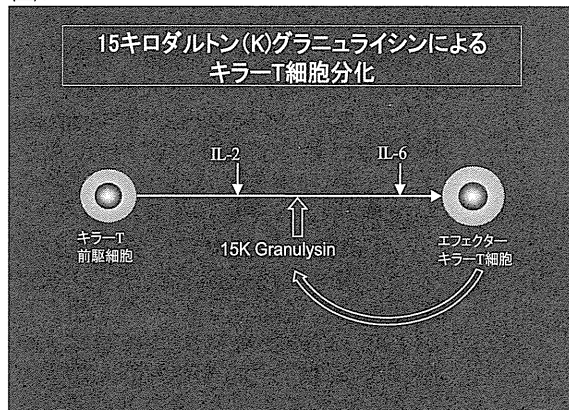 15キロダルトン(K)グラニュライシンによる
キラーT細胞分化
IL-2
IL-6
キラーT
前駆細胞
15K Granulysin
エフェクター
キラーT細胞